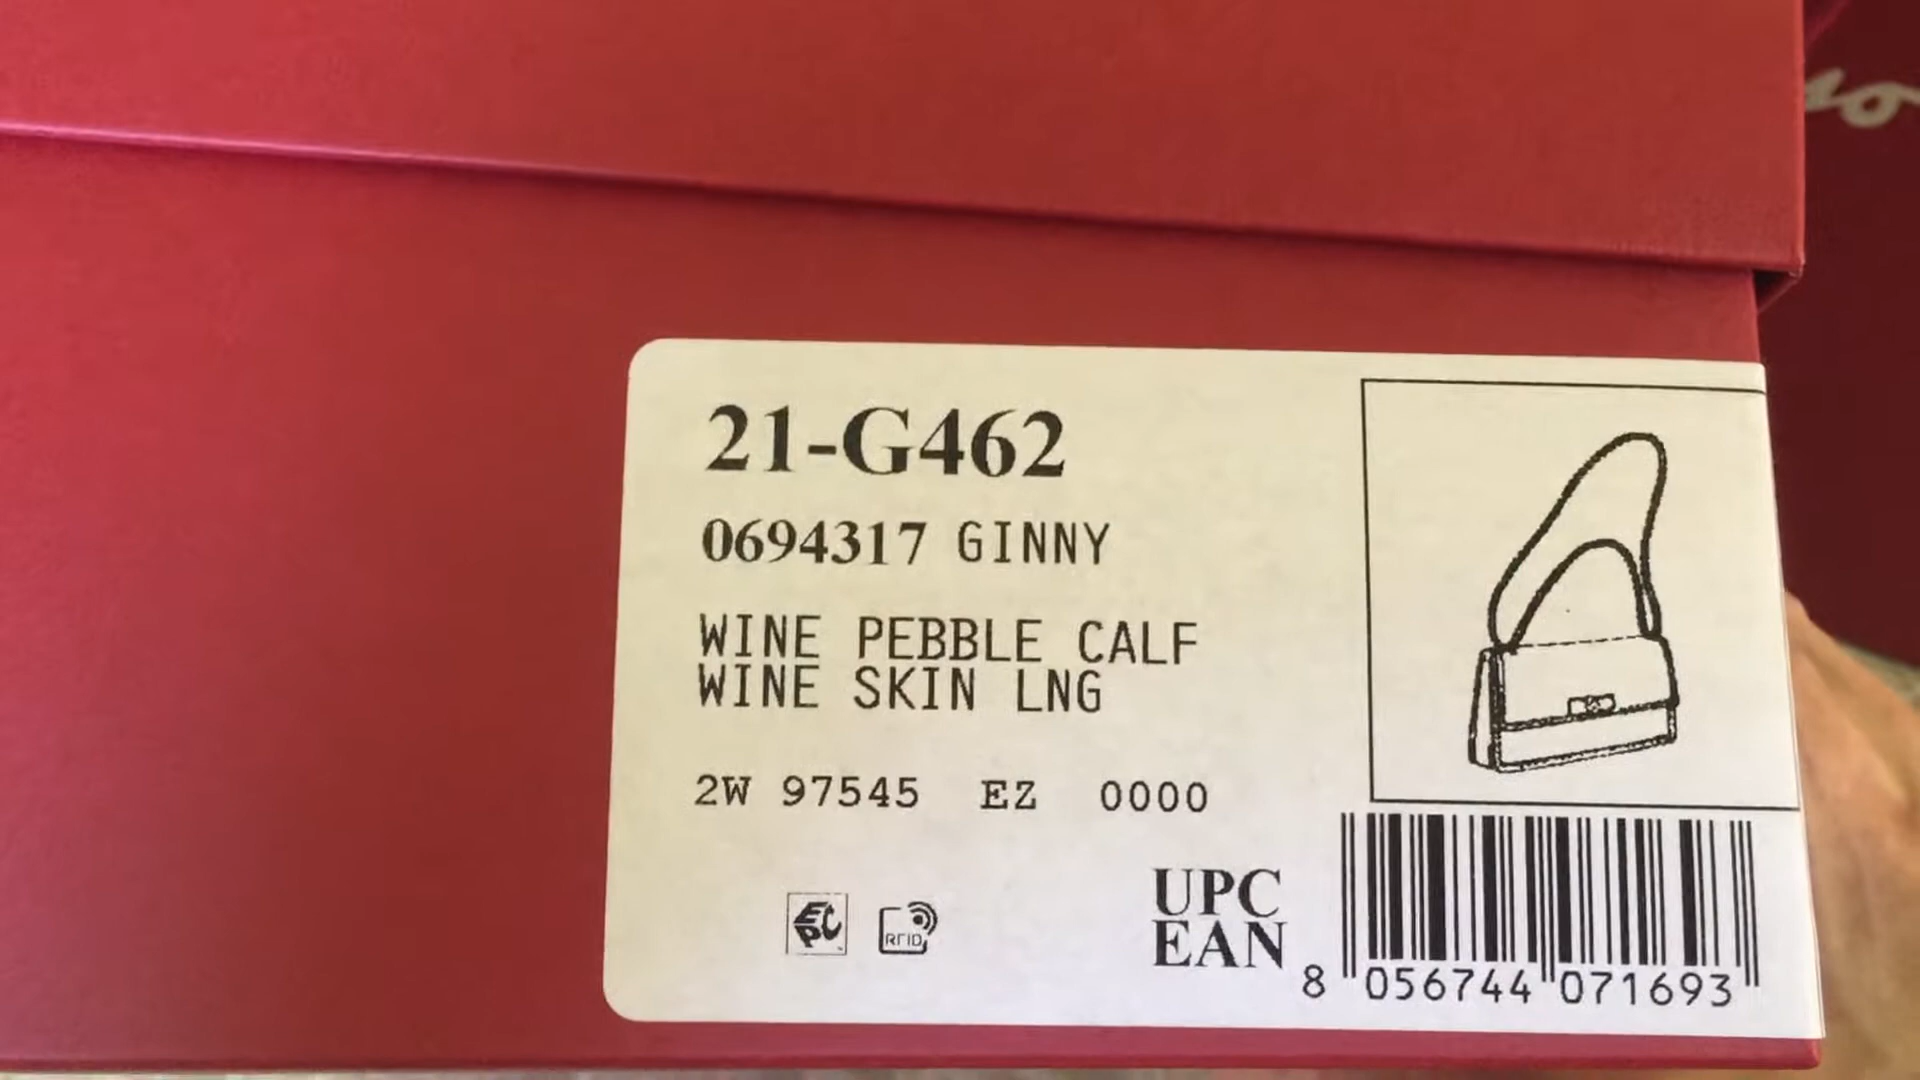 21-G462
0694317 GINNY
WINE PEBBLE CALF
WINE SKIN LNG
2W 97545 EZ 0000
EPC
RFID
UPC
EAN
8 056744 071693